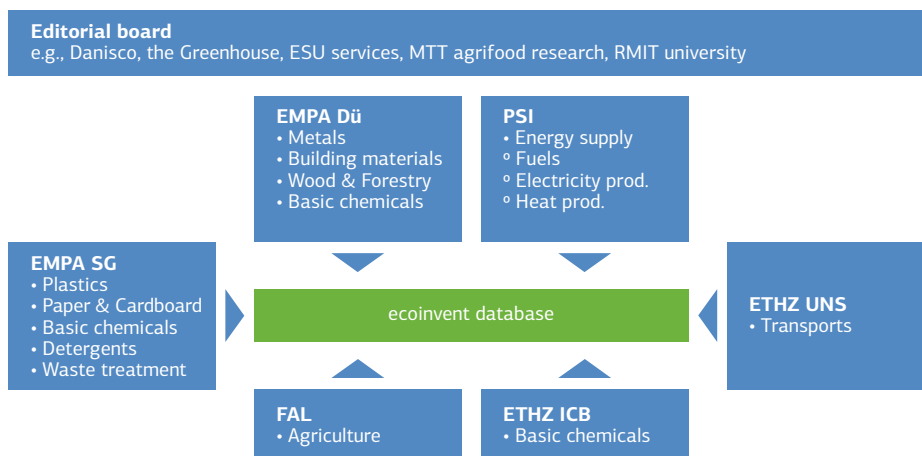 Editorial board
e.g., Danisco, the Greenhouse, ESU services, MTT agrifood research, RMIT university
EMPA Dü
• Metals
• Building materials
• Wood & Forestry
• Basic chemicals
PSI
• Energy supply
º Fuels
º Electricity prod.
º Heat prod.
EMPA SG
• Plastics
• Paper & Cardboard
• Basic chemicals
• Detergents
• Waste treatment
ecoinvent database
ETHZ UNS
• Transports
FAL
• Agriculture
ETHZ ICB
• Basic chemicals